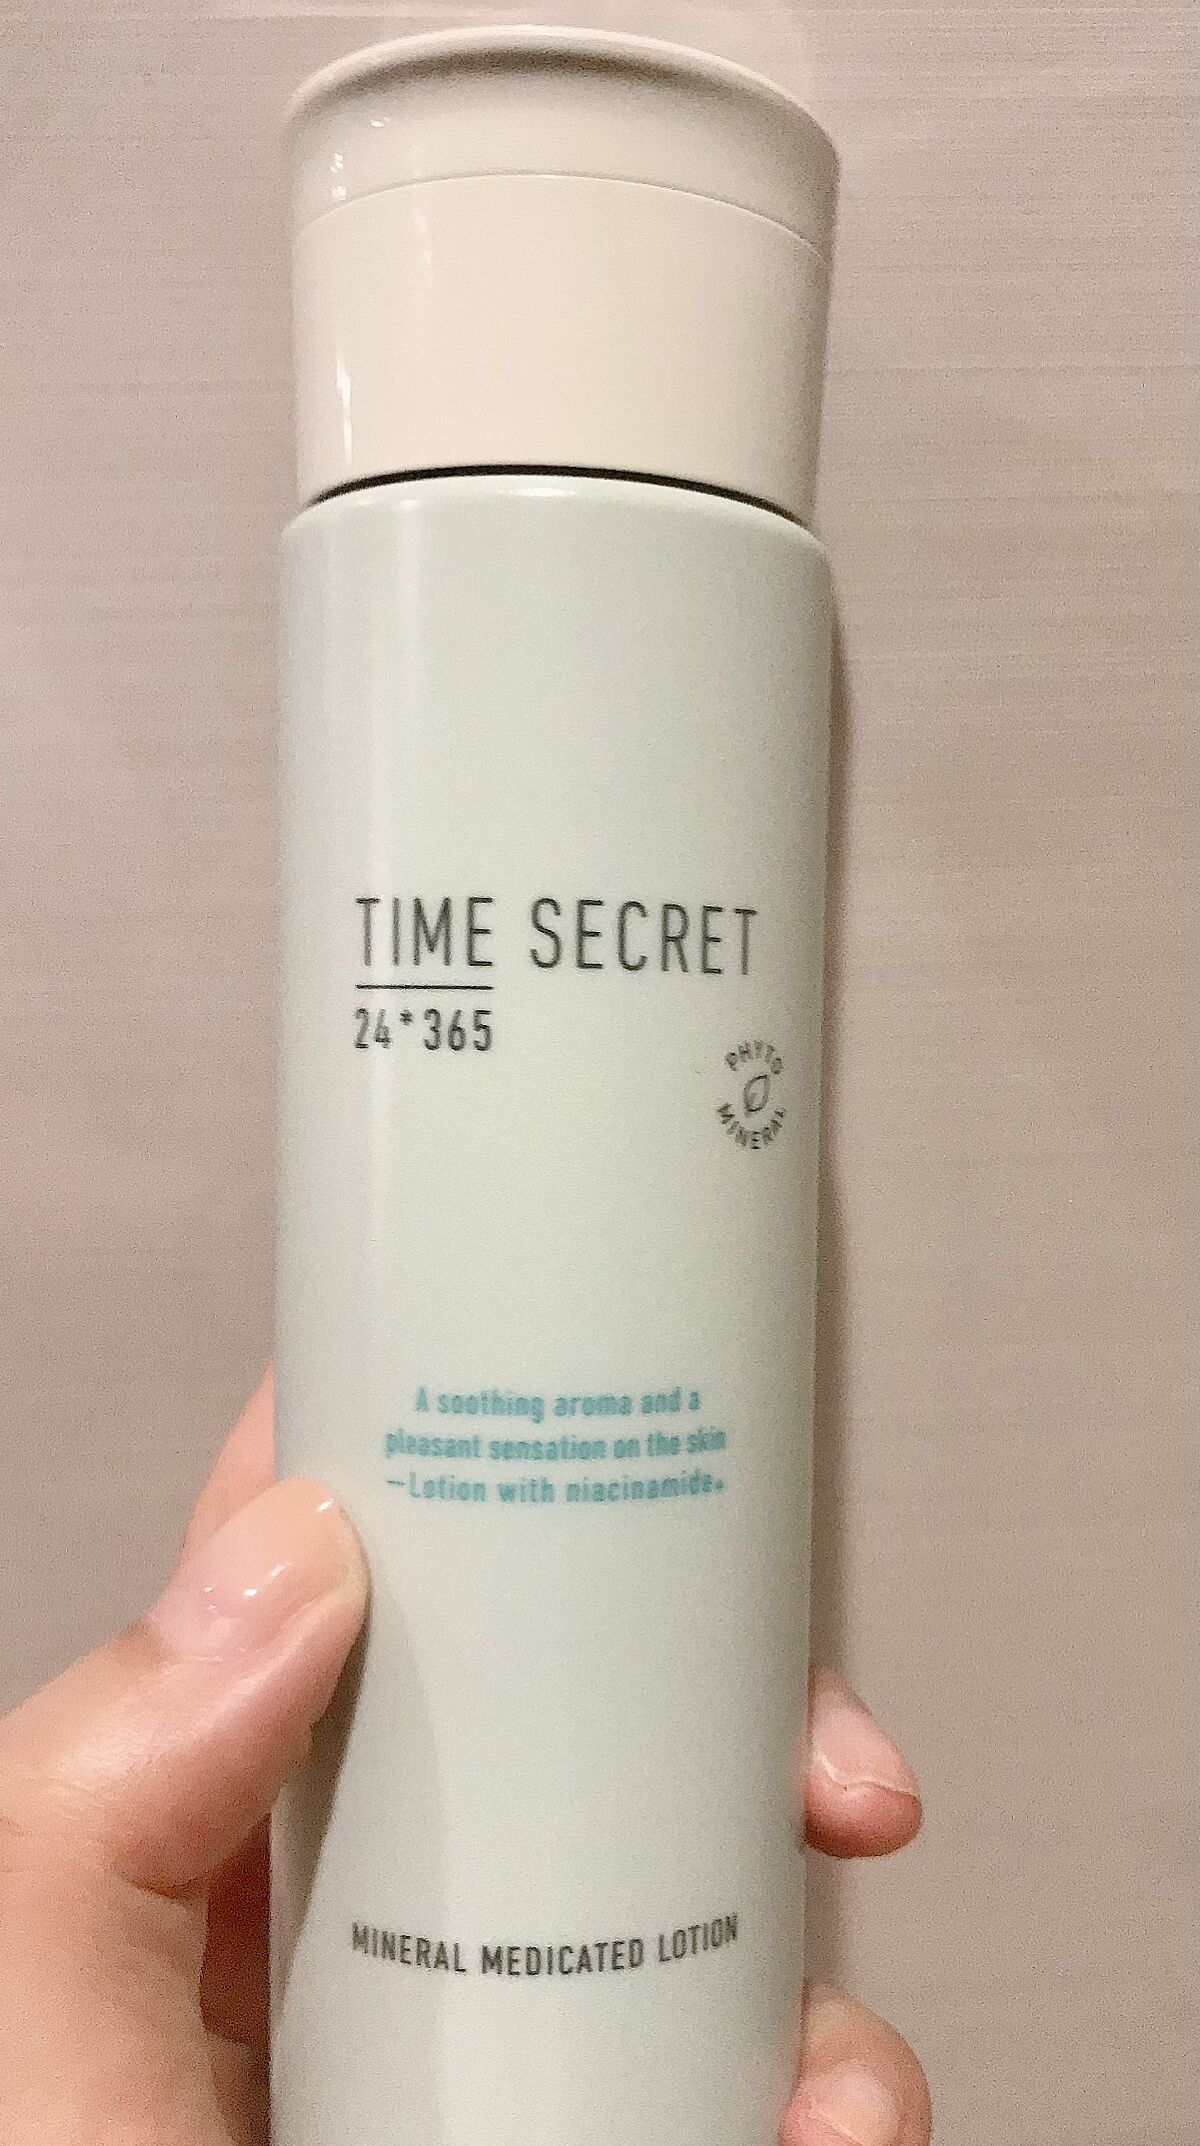 TIME SECRET
24*365
PHYTO
MINERAL
A soothing aroma and a
pleasant sensation on the skin
—Lotion with niacinamide.
MINERAL MEDICATED LOTION